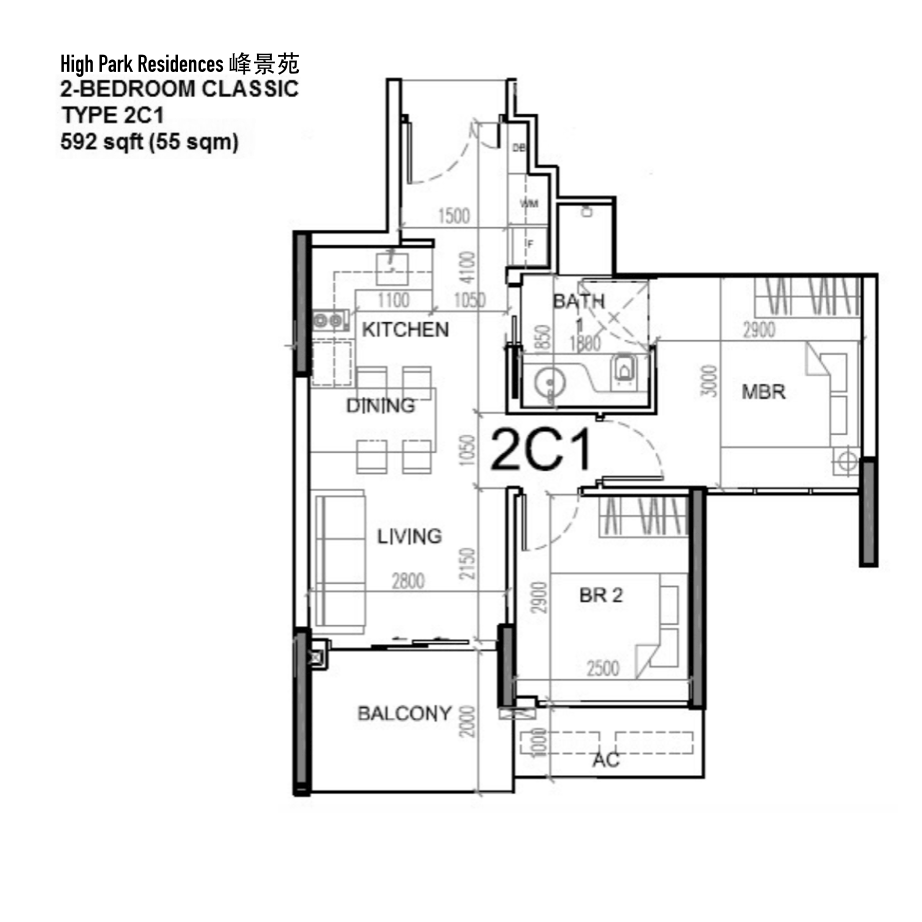 High Park Residences 峰景苑
2-BEDROOM CLASSIC
TYPE 2C1
592 sqft (55 sqm)
DB
WM
1500
F
4100
1100
1050
BATH
1
KITCHEN
1850
1800
2900
3000
MBR
DINING
1050
2C1
LIVING
2150
2800
2900
BR 2
2500
BALCONY
2000
1000
AC